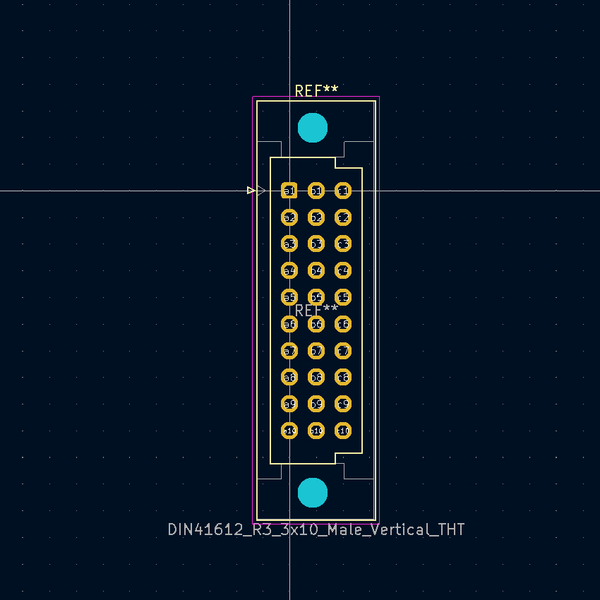 REF**
a1 b1 c1
a2 b2 c2
a3 b3 c3
a4 b4 c4
a5 b5 c5
REF**
a6 b6 c6
a7 b7 c7
a8 b8 c8
a9 b9 c9
a10 b10 c10
DIN41612_R3_3x10_Male_Vertical_THT